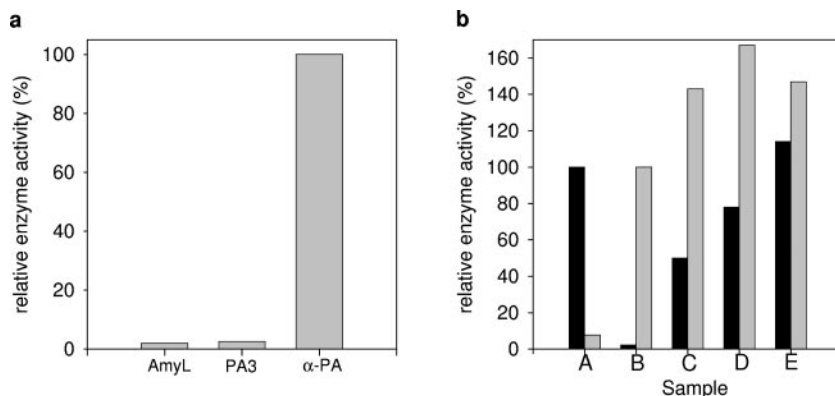 a
relative enzyme activity (%)
100
80
60
40
20
0
AmyL PA3 α-PA
b
relative enzyme activity (%)
160
140
120
100
80
60
40
20
0
A B C D E
Sample